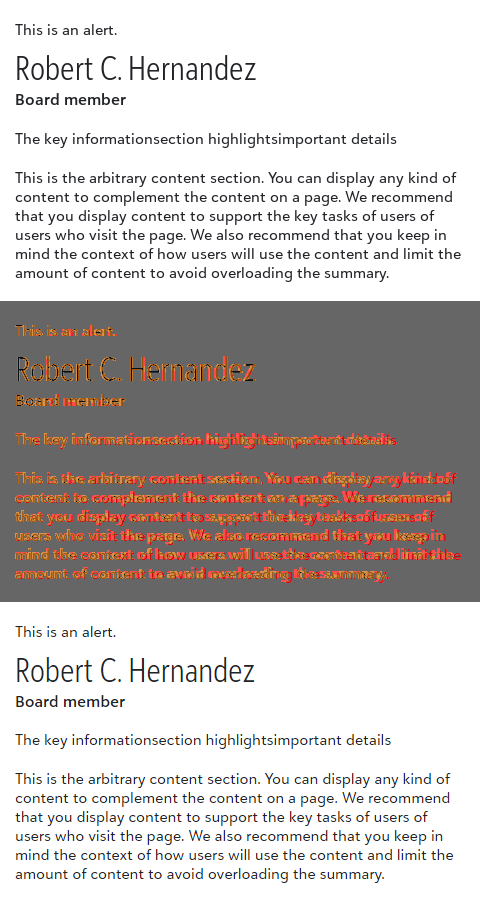 This is an alert.
Robert C. Hernandez
Board member
The key informationsection highlightsimportant details
This is the arbitrary content section. You can display any kind of
content to complement the content on a page. We recommend
that you display content to support the key tasks of users of
users who visit the page. We also recommend that you keep in
mind the context of how users will use the content and limit the
amount of content to avoid overloading the summary.
This is an alert.
Robert C. Hernandez
Board member
The key informationsection highlightsimportant details
This is the arbitrary content section. You can display any kind of
content to complement the content on a page. We recommend
that you display content to support the key tasks of users of
users who visit the page. We also recommend that you keep in
mind the context of how users will use the content and limit the
amount of content to avoid overloading the summary.
This is an alert.
Robert C. Hernandez
Board member
The key informationsection highlightsimportant details
This is the arbitrary content section. You can display any kind of
content to complement the content on a page. We recommend
that you display content to support the key tasks of users of
users who visit the page. We also recommend that you keep in
mind the context of how users will use the content and limit the
amount of content to avoid overloading the summary.